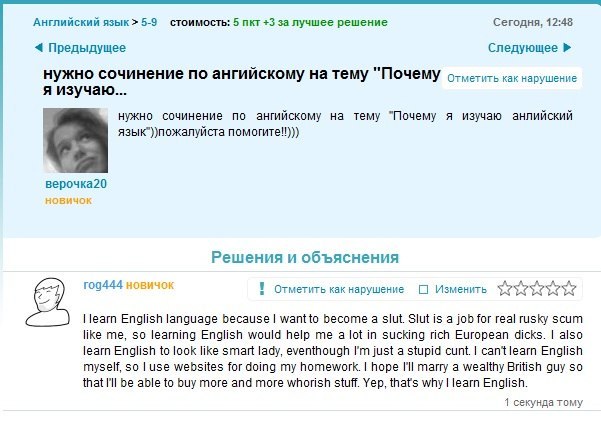 Английский язык > 5-9 стоимость: 5 пкт +3 за лучшее решение Сегодня, 12:48
Предыдущее Следующее
нужно сочинение по ангийскому на тему "Почему я изучаю...
Отметить как нарушение
нужно сочинение по ангийскому на тему "Почему я изучаю анлийский
язык"))пожалуйста помогите!!)))
верочка20
новичок
Решения и объяснения
rog444 новичок Отметить как нарушение Изменить
I learn English language because I want to become a slut. Slut is a job for real rusky scum
like me, so learning English would help me a lot in sucking rich European dicks. I also
learn English to look like smart lady, eventhough I'm just a stupid cunt. I can't learn English
myself, so I use websites for doing my homework. I hope I'll marry a wealthy British guy so
that I'll be able to buy more and more whorish stuff. Yep, that's why I learn English.
1 секунда тому